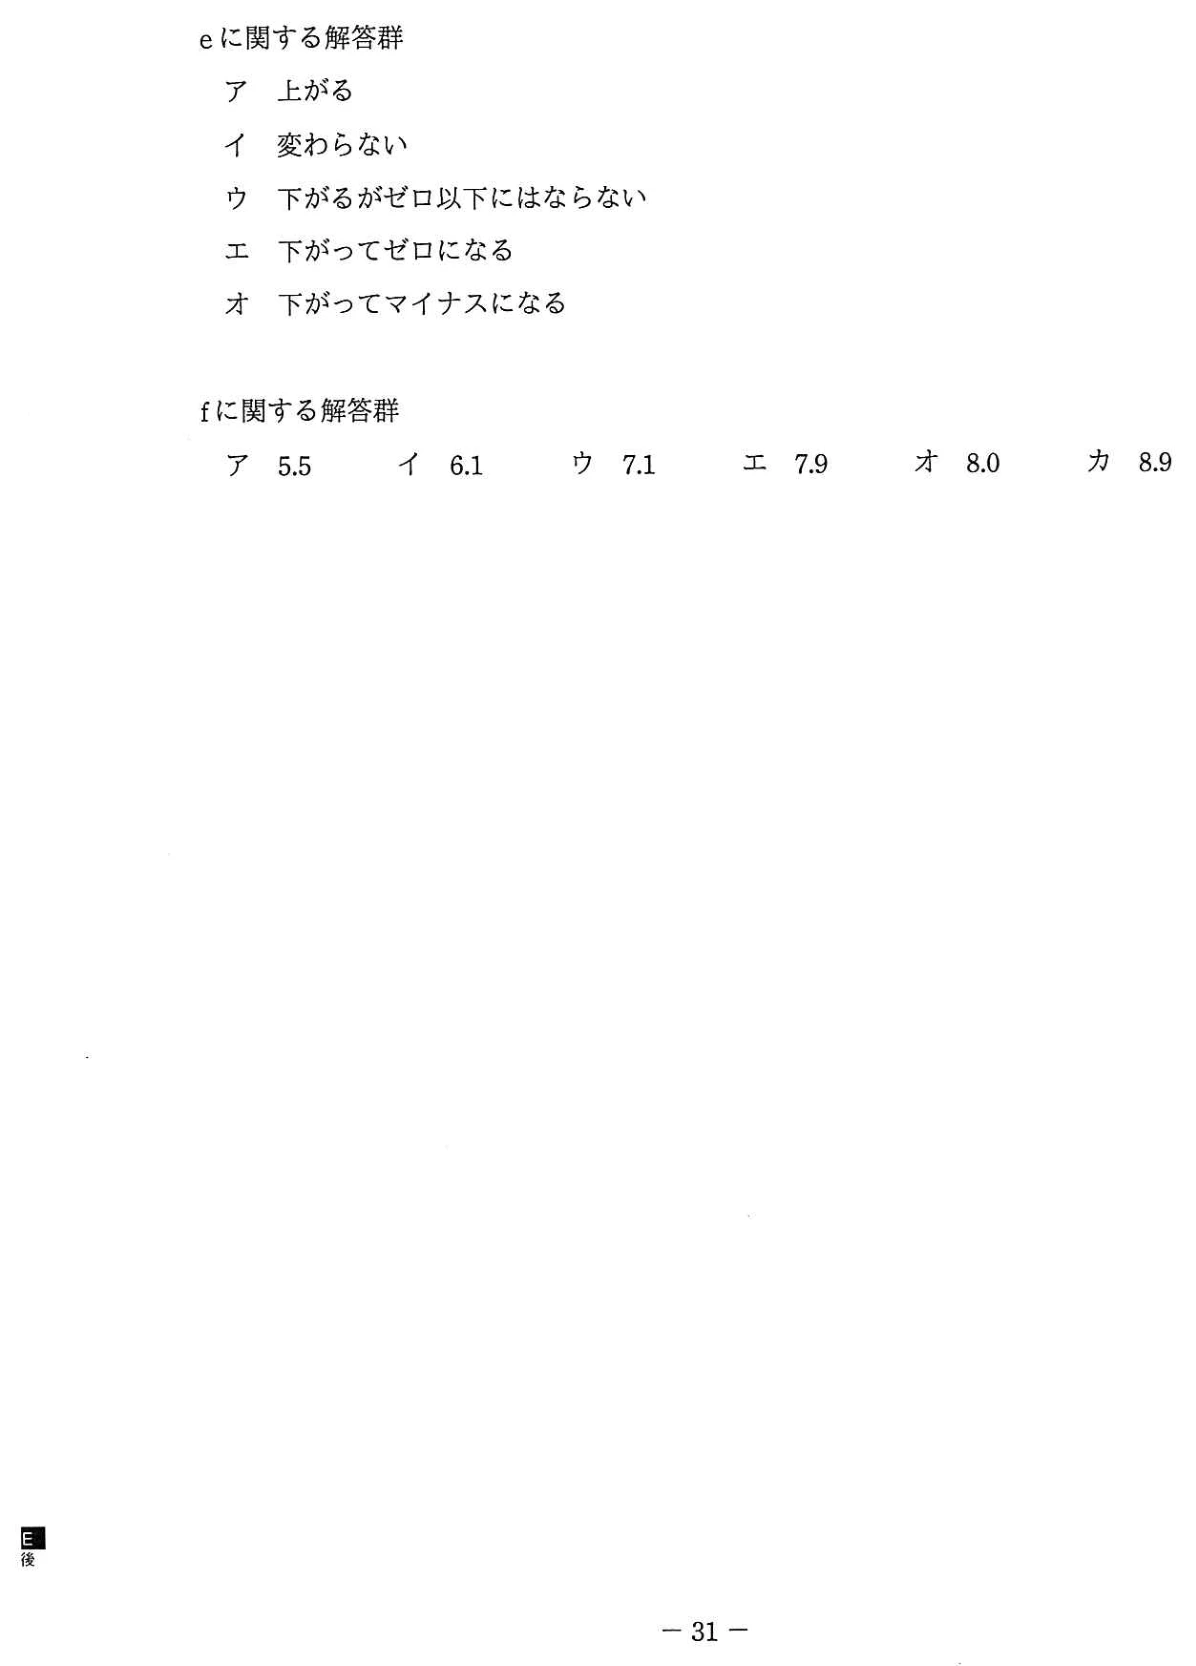 eに関する解答群
ア 上がる
イ 変わらない
ウ 下がるがゼロ以下にはならない
エ 下がってゼロになる
オ 下がってマイナスになる
fに関する解答群
ア 5.5 イ 6.1 ウ 7.1 エ 7.9 オ 8.0 カ 8.9
E
後
― 31 ―